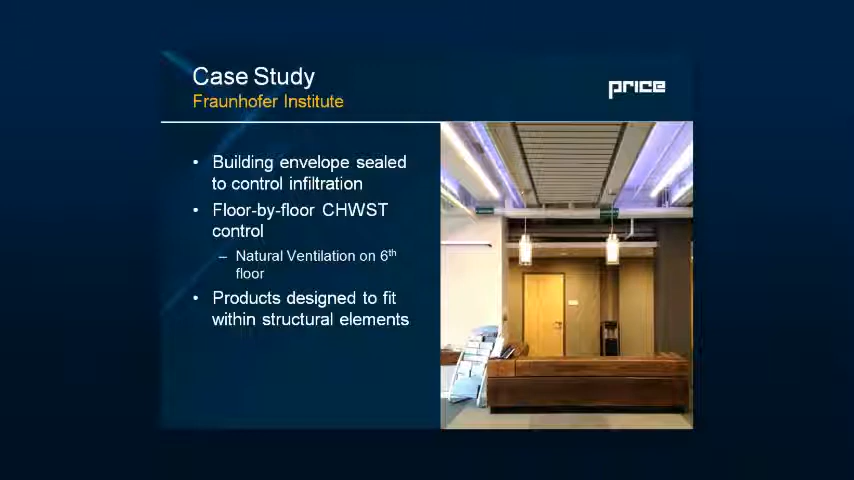 Case Study
Fraunhofer Institute
price
• Building envelope sealed
to control infiltration
• Floor-by-floor CHWST
control
– Natural Ventilation on 6th
floor
• Products designed to fit
within structural elements